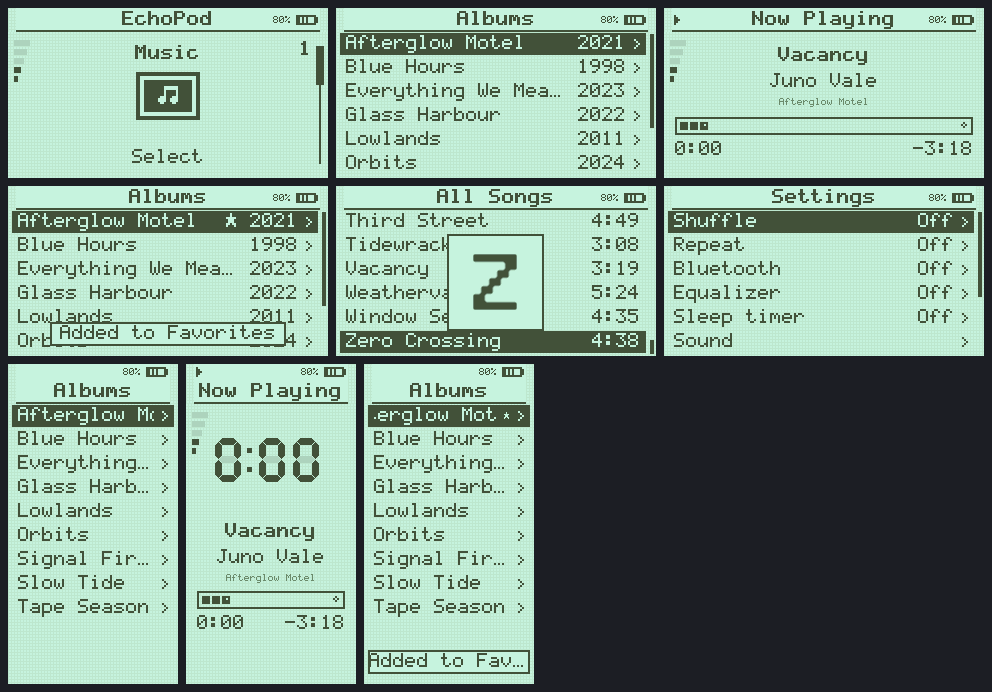 EchoPod 80%
Music 1
Select
Albums 80%
Afterglow Motel 2021 >
Blue Hours 1998 >
Everything We Mea… 2023 >
Glass Harbour 2022 >
Lowlands 2011 >
Orbits 2024 >
Now Playing 80%
Vacancy
Juno Vale
Afterglow Motel
0:00 -3:18
Albums 80%
Afterglow Motel ★ 2021 >
Blue Hours 1998 >
Everything We Mea… 2023 >
Glass Harbour 2022 >
Lowlands 2011 >
Added to Favorites
All Songs 80%
Third Street 4:49
Tidewrack 3:08
Vacancy 3:19
Weatherva 5:24
Window Se 4:35
Zero Crossing 4:38
Z
Settings 80%
Shuffle Off >
Repeat Off >
Bluetooth Off >
Equalizer Off >
Sleep timer Off >
Sound >
80%
Albums
Afterglow Mo >
Blue Hours >
Everything… >
Glass Harb… >
Lowlands >
Orbits >
Signal Fir… >
Slow Tide >
Tape Season >
80%
Now Playing
0:00
Vacancy
Juno Vale
Afterglow Motel
0:00 -3:18
80%
Albums
erglow Mot ★ >
Blue Hours >
Everything… >
Glass Harb… >
Lowlands >
Orbits >
Signal Fir… >
Slow Tide >
Tape Season >
Added to Fav…